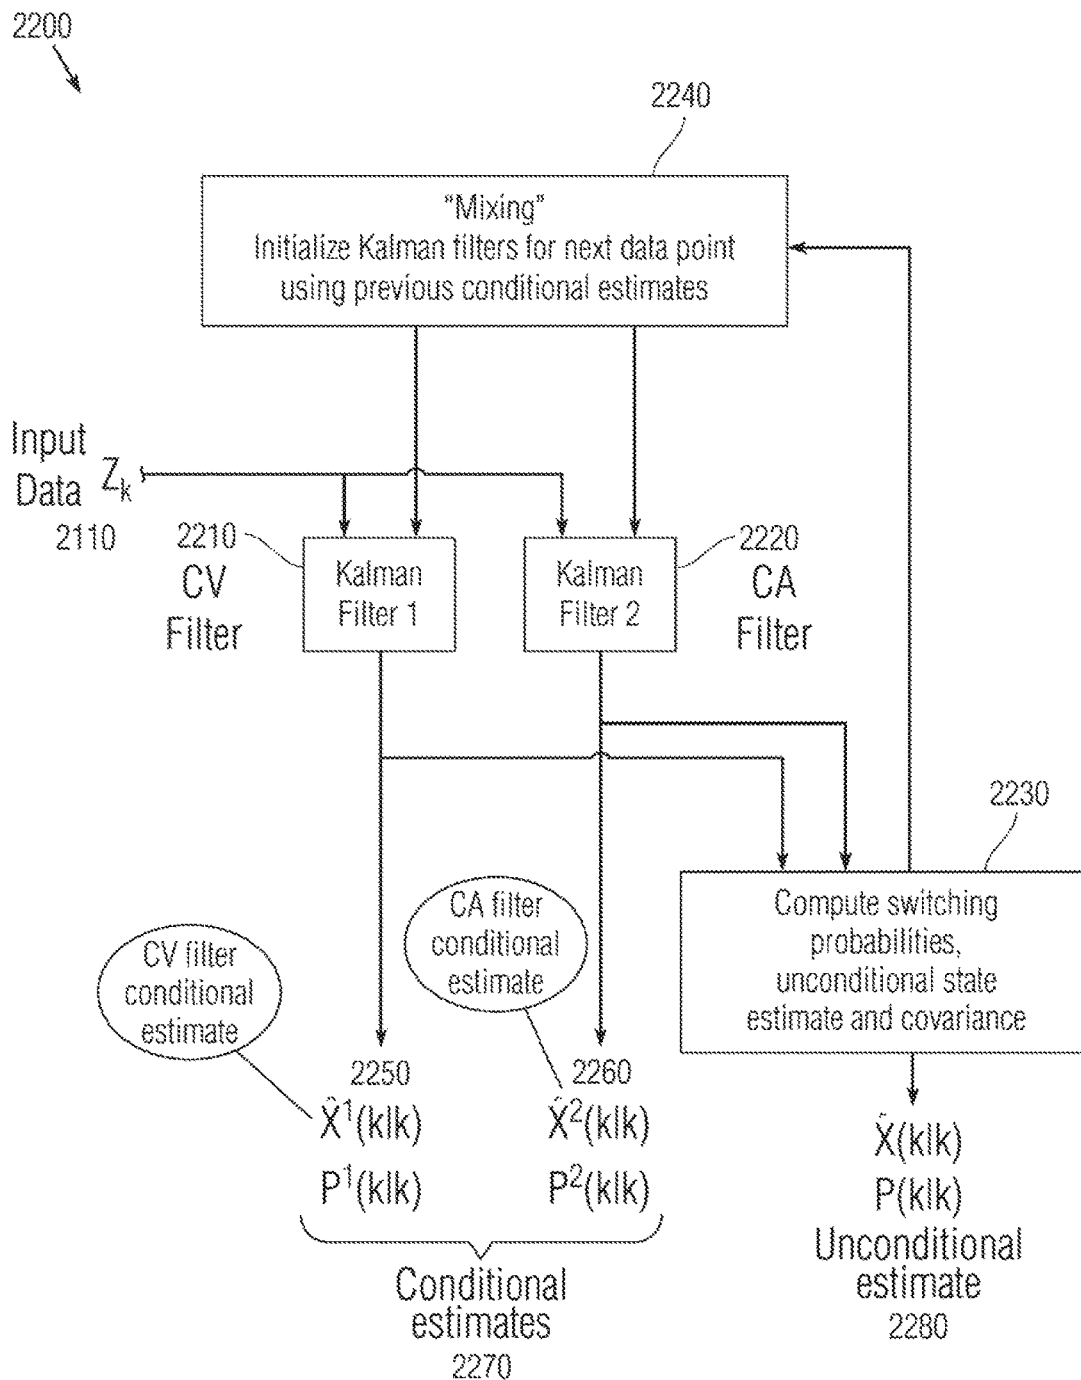 2200
2240
"Mixing"
Initialize Kalman filters for next data point
using previous conditional estimates
Input
Data Zk
2110
2210
CV
Filter
Kalman
Filter 1
Kalman
Filter 2
2220
CA
Filter
2230
Compute switching
probabilities,
unconditional state
estimate and covariance
CA filter
conditional
estimate
CV filter
conditional
estimate
2250
X̂¹(k|k)
P¹(k|k)
2260
X̂²(k|k)
P²(k|k)
Conditional
estimates
2270
X̂(k|k)
P(k|k)
Unconditional
estimate
2280